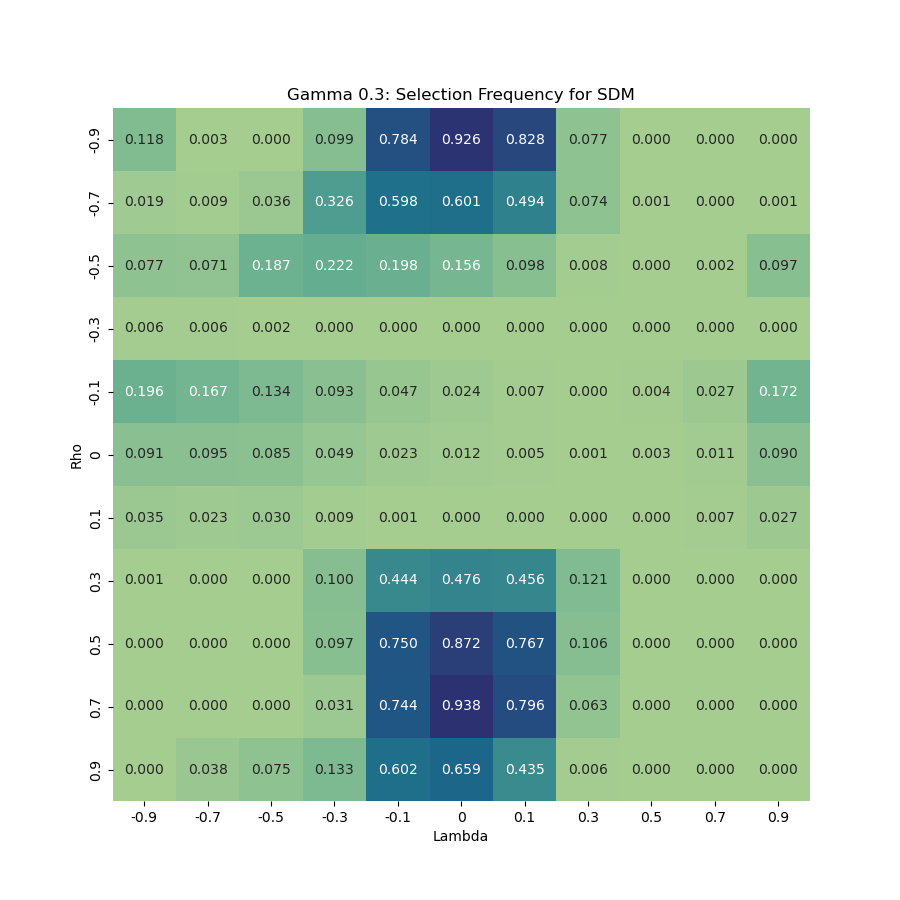 Gamma 0.3: Selection Frequency for SDM
-0.9 0.118 0.003 0.000 0.099 0.784 0.926 0.828 0.077 0.000 0.000 0.000
-0.7 0.019 0.009 0.036 0.326 0.598 0.601 0.494 0.074 0.001 0.000 0.001
-0.5 0.077 0.071 0.187 0.222 0.198 0.156 0.098 0.008 0.000 0.002 0.097
-0.3 0.006 0.006 0.002 0.000 0.000 0.000 0.000 0.000 0.000 0.000 0.000
-0.1 0.196 0.167 0.134 0.093 0.047 0.024 0.007 0.000 0.004 0.027 0.172
Rho
0 0.091 0.095 0.085 0.049 0.023 0.012 0.005 0.001 0.003 0.011 0.090
0.1 0.035 0.023 0.030 0.009 0.001 0.000 0.000 0.000 0.000 0.007 0.027
0.3 0.001 0.000 0.000 0.100 0.444 0.476 0.456 0.121 0.000 0.000 0.000
0.5 0.000 0.000 0.000 0.097 0.750 0.872 0.767 0.106 0.000 0.000 0.000
0.7 0.000 0.000 0.000 0.031 0.744 0.938 0.796 0.063 0.000 0.000 0.000
0.9 0.000 0.038 0.075 0.133 0.602 0.659 0.435 0.006 0.000 0.000 0.000
-0.9 -0.7 -0.5 -0.3 -0.1 0 0.1 0.3 0.5 0.7 0.9
Lambda